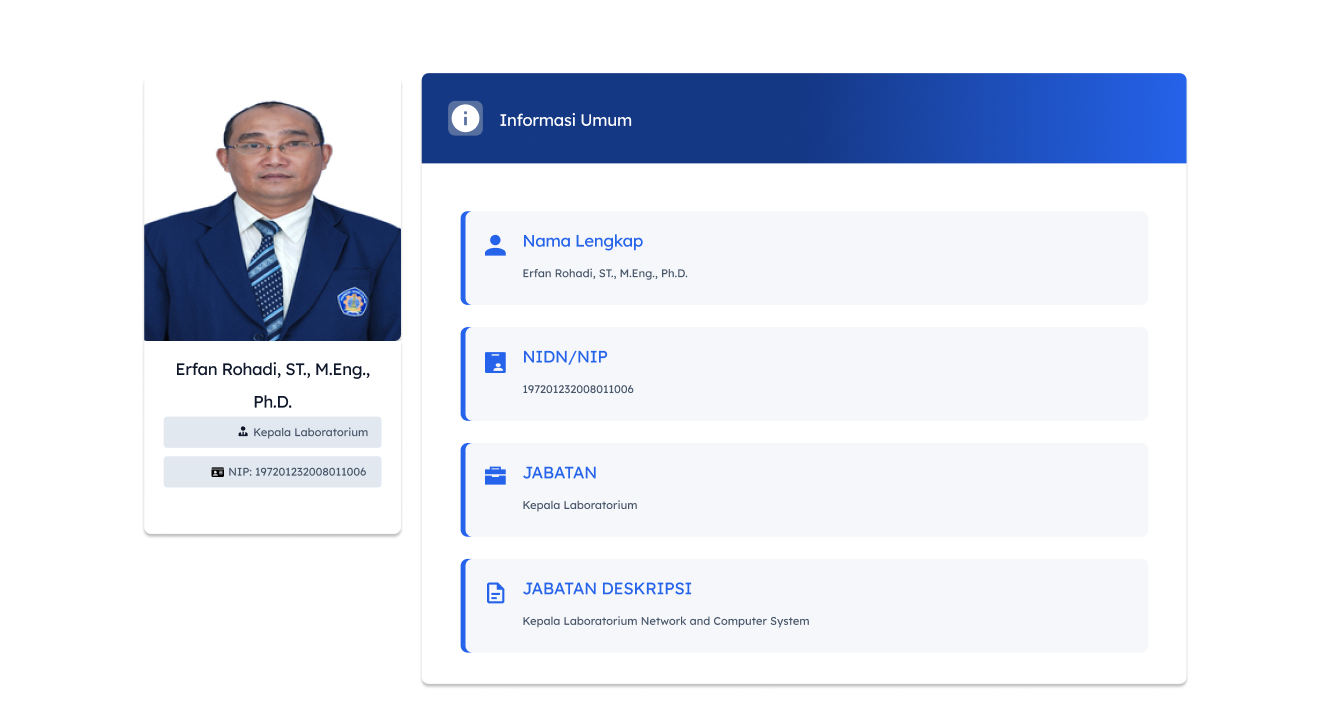 Erfan Rohadi, ST., M.Eng.,
Ph.D.
Kepala Laboratorium
NIP: 197201232008011006
Informasi Umum
Nama Lengkap
Erfan Rohadi, ST., M.Eng., Ph.D.
NIDN/NIP
197201232008011006
JABATAN
Kepala Laboratorium
JABATAN DESKRIPSI
Kepala Laboratorium Network and Computer System